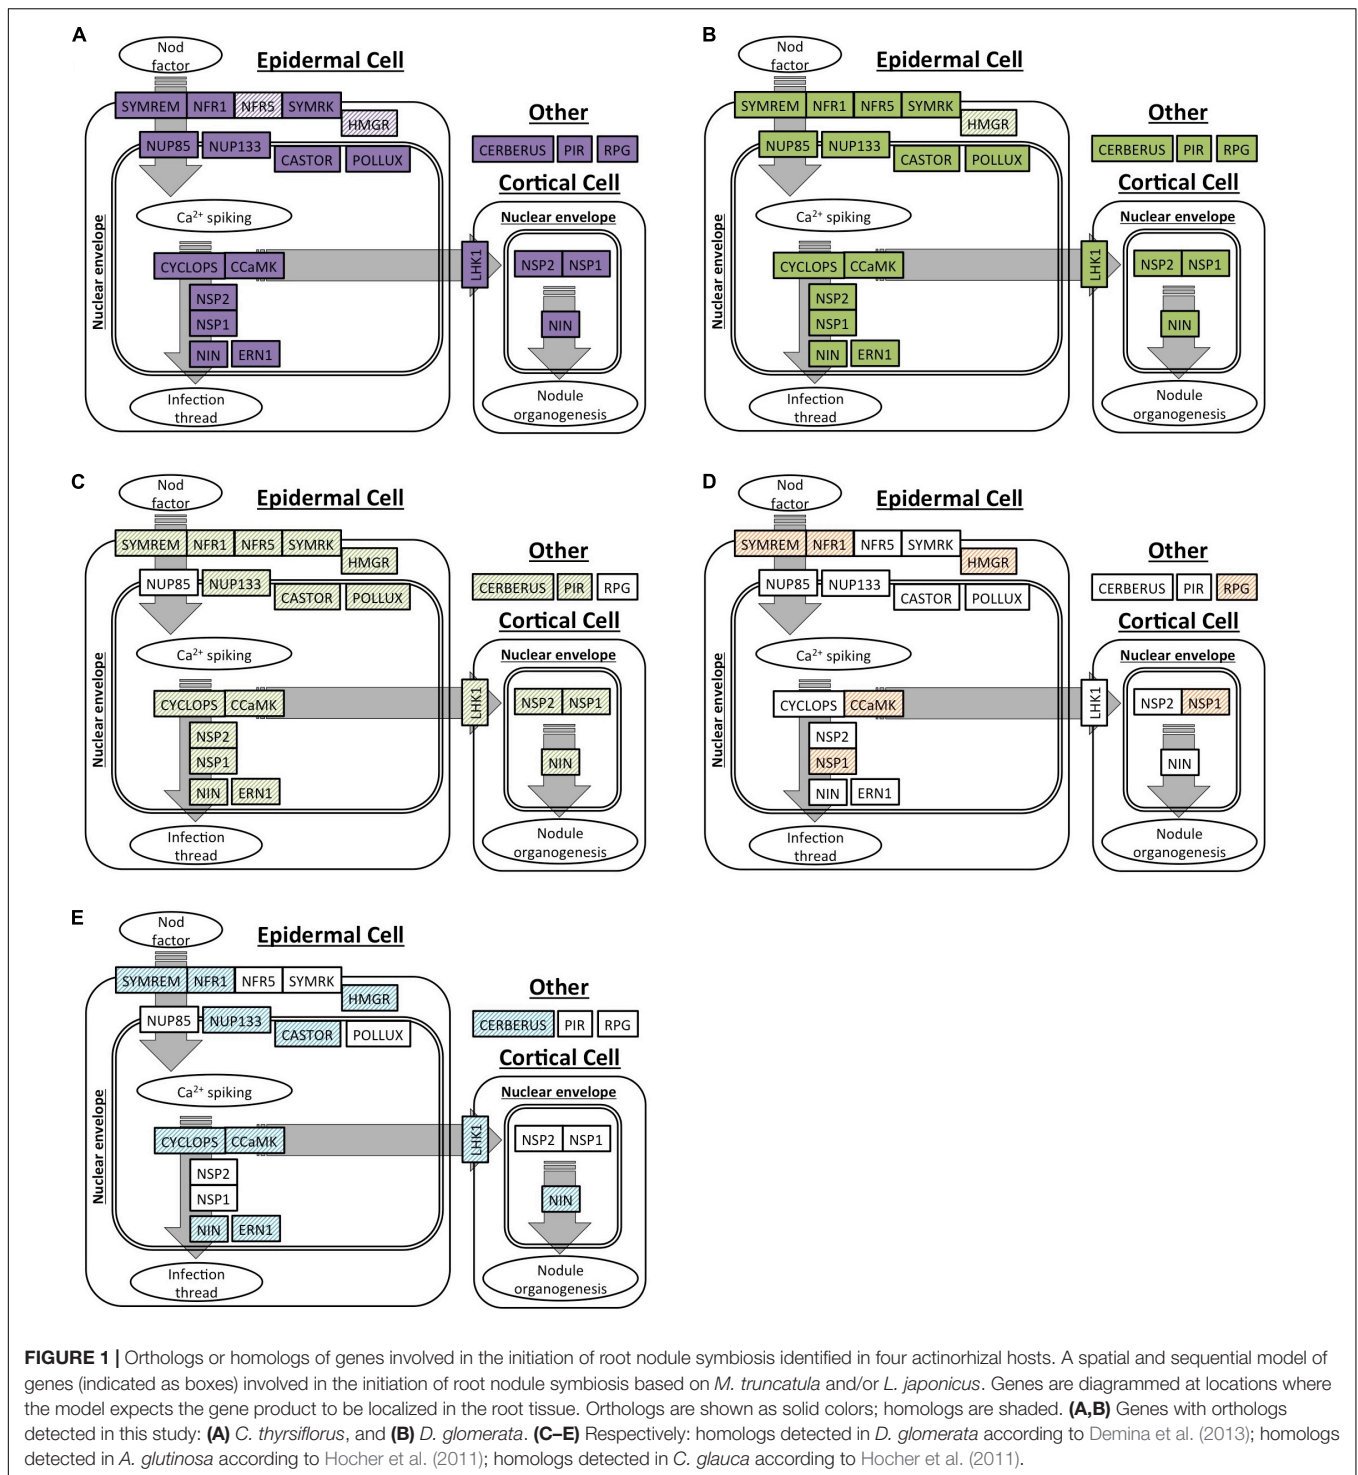 A
Nod
factor
Epidermal Cell
SYMREM NFR1 NFR5 SYMRK
HMGR
NUP85 NUP133
CASTOR POLLUX
Ca2+ spiking
Nuclear envelope
CYCLOPS CCaMK
NSP2
NSP1
NIN ERN1
Infection
thread
Other
CERBERUS PIR RPG
Cortical Cell
Nuclear envelope
LHK1
NSP2 NSP1
NIN
Nodule
organogenesis
B
Nod
factor
Epidermal Cell
SYMREM NFR1 NFR5 SYMRK
HMGR
NUP85 NUP133
CASTOR POLLUX
Ca2+ spiking
Nuclear envelope
CYCLOPS CCaMK
NSP2
NSP1
NIN ERN1
Infection
thread
Other
CERBERUS PIR RPG
Cortical Cell
Nuclear envelope
LHK1
NSP2 NSP1
NIN
Nodule
organogenesis
C
Nod
factor
Epidermal Cell
SYMREM NFR1 NFR5 SYMRK
HMGR
NUP85 NUP133
CASTOR POLLUX
Ca2+ spiking
Nuclear envelope
CYCLOPS CCaMK
NSP2
NSP1
NIN ERN1
Infection
thread
Other
CERBERUS PIR RPG
Cortical Cell
Nuclear envelope
LHK1
NSP2 NSP1
NIN
Nodule
organogenesis
D
Nod
factor
Epidermal Cell
SYMREM NFR1 NFR5 SYMRK
HMGR
NUP85 NUP133
CASTOR POLLUX
Ca2+ spiking
Nuclear envelope
CYCLOPS CCaMK
NSP2
NSP1
NIN ERN1
Infection
thread
Other
CERBERUS PIR RPG
Cortical Cell
Nuclear envelope
LHK1
NSP2 NSP1
NIN
Nodule
organogenesis
E
Nod
factor
Epidermal Cell
SYMREM NFR1 NFR5 SYMRK
HMGR
NUP85 NUP133
CASTOR POLLUX
Ca2+ spiking
Nuclear envelope
CYCLOPS CCaMK
NSP2
NSP1
NIN ERN1
Infection
thread
Other
CERBERUS PIR RPG
Cortical Cell
Nuclear envelope
LHK1
NSP2 NSP1
NIN
Nodule
organogenesis
FIGURE 1 | Orthologs or homologs of genes involved in the initiation of root nodule symbiosis identified in four actinorhizal hosts. A spatial and sequential model of
genes (indicated as boxes) involved in the initiation of root nodule symbiosis based on M. truncatula and/or L. japonicus. Genes are diagrammed at locations where
the model expects the gene product to be localized in the root tissue. Orthologs are shown as solid colors; homologs are shaded. (A,B) Genes with orthologs
detected in this study: (A) C. thyrsiflorus, and (B) D. glomerata. (C–E) Respectively: homologs detected in D. glomerata according to Demina et al. (2013); homologs
detected in A. glutinosa according to Hocher et al. (2011); homologs detected in C. glauca according to Hocher et al. (2011).